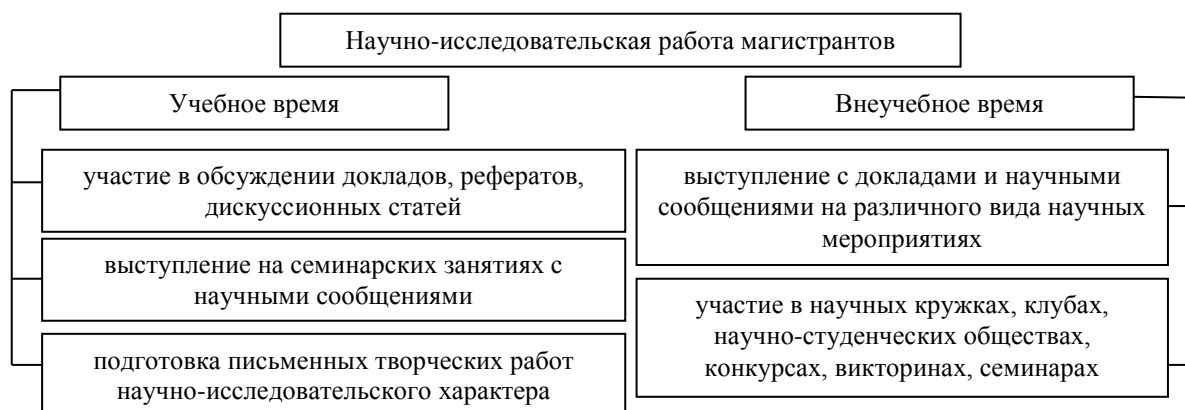 Научно-исследовательская работа магистрантов
Учебное время
Внеучебное время
участие в обсуждении докладов, рефератов,
дискуссионных статей
выступление на семинарских занятиях с
научными сообщениями
подготовка письменных творческих работ
научно-исследовательского характера
выступление с докладами и научными
сообщениями на различного вида научных
мероприятиях
участие в научных кружках, клубах,
научно-студенческих обществах,
конкурсах, викторинах, семинарах